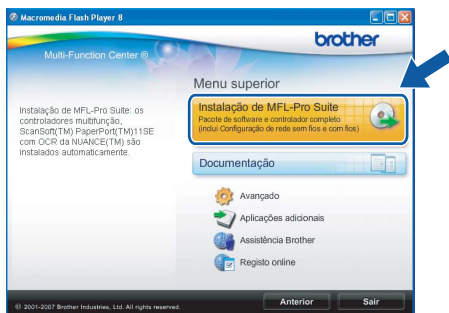 Macromedia Flash Player 8
brother
Multi-Function Center ®
Menu superior
Instalação de MFL-Pro Suite: os
controladores multifunção,
ScanSoft(TM) PaperPort(TM)11SE
com OCR da NUANCE(TM) são
instalados automaticamente.
Instalação de MFL-Pro Suite
Pacote de software e controlador completo
(inclui Configuração de rede sem fios e com fios)
Documentação
Avançado
Aplicações adicionais
Assistência Brother
Registo online
© 2001-2007 Brother Industries, Ltd. All rights reserved.
Anterior
Sair